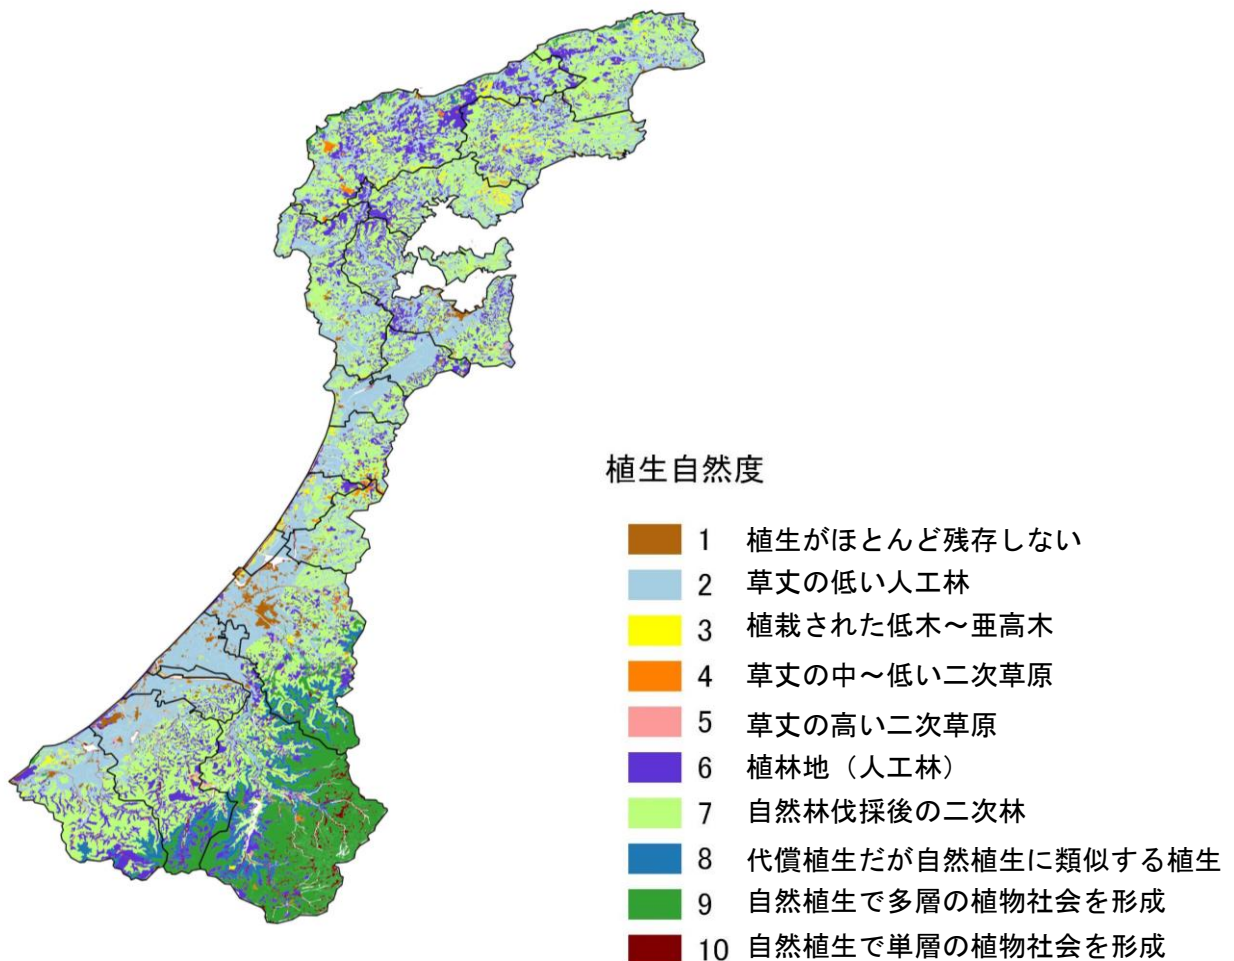 植生自然度
1 植生がほとんど残存しない
2 草丈の低い人工林
3 植栽された低木～亜高木
4 草丈の中～低い二次草原
5 草丈の高い二次草原
6 植林地（人工林）
7 自然林伐採後の二次林
8 代償植生だが自然植生に類似する植生
9 自然植生で多層の植物社会を形成
10 自然植生で単層の植物社会を形成